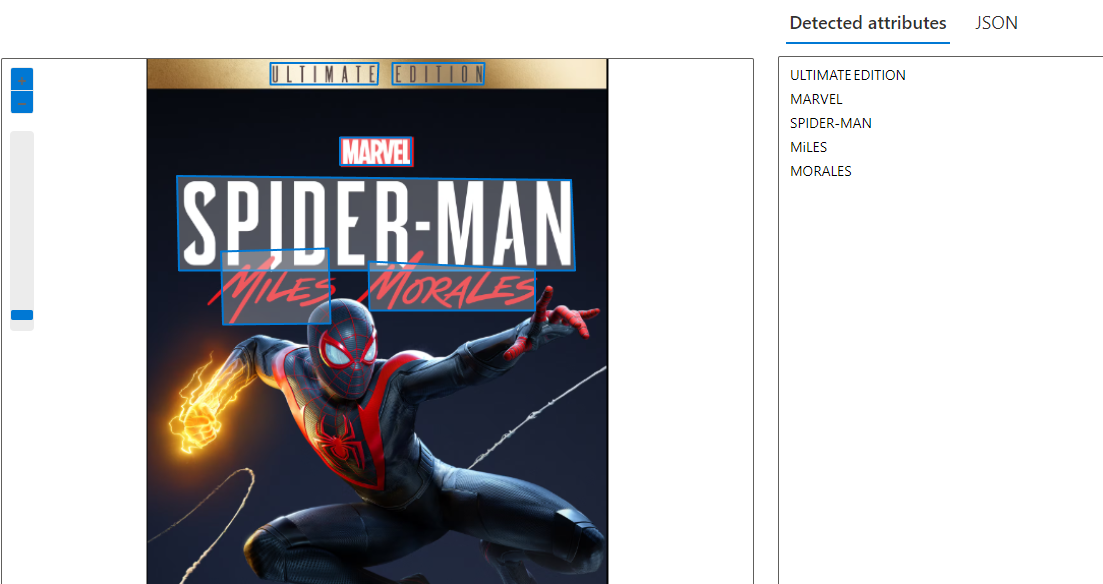 Detected attributes JSON
ULTIMATE EDITION
MARVEL
SPIDER-MAN
MILES MORALES
ULTIMATE EDITION
MARVEL
SPIDER-MAN
MiLES
MORALES